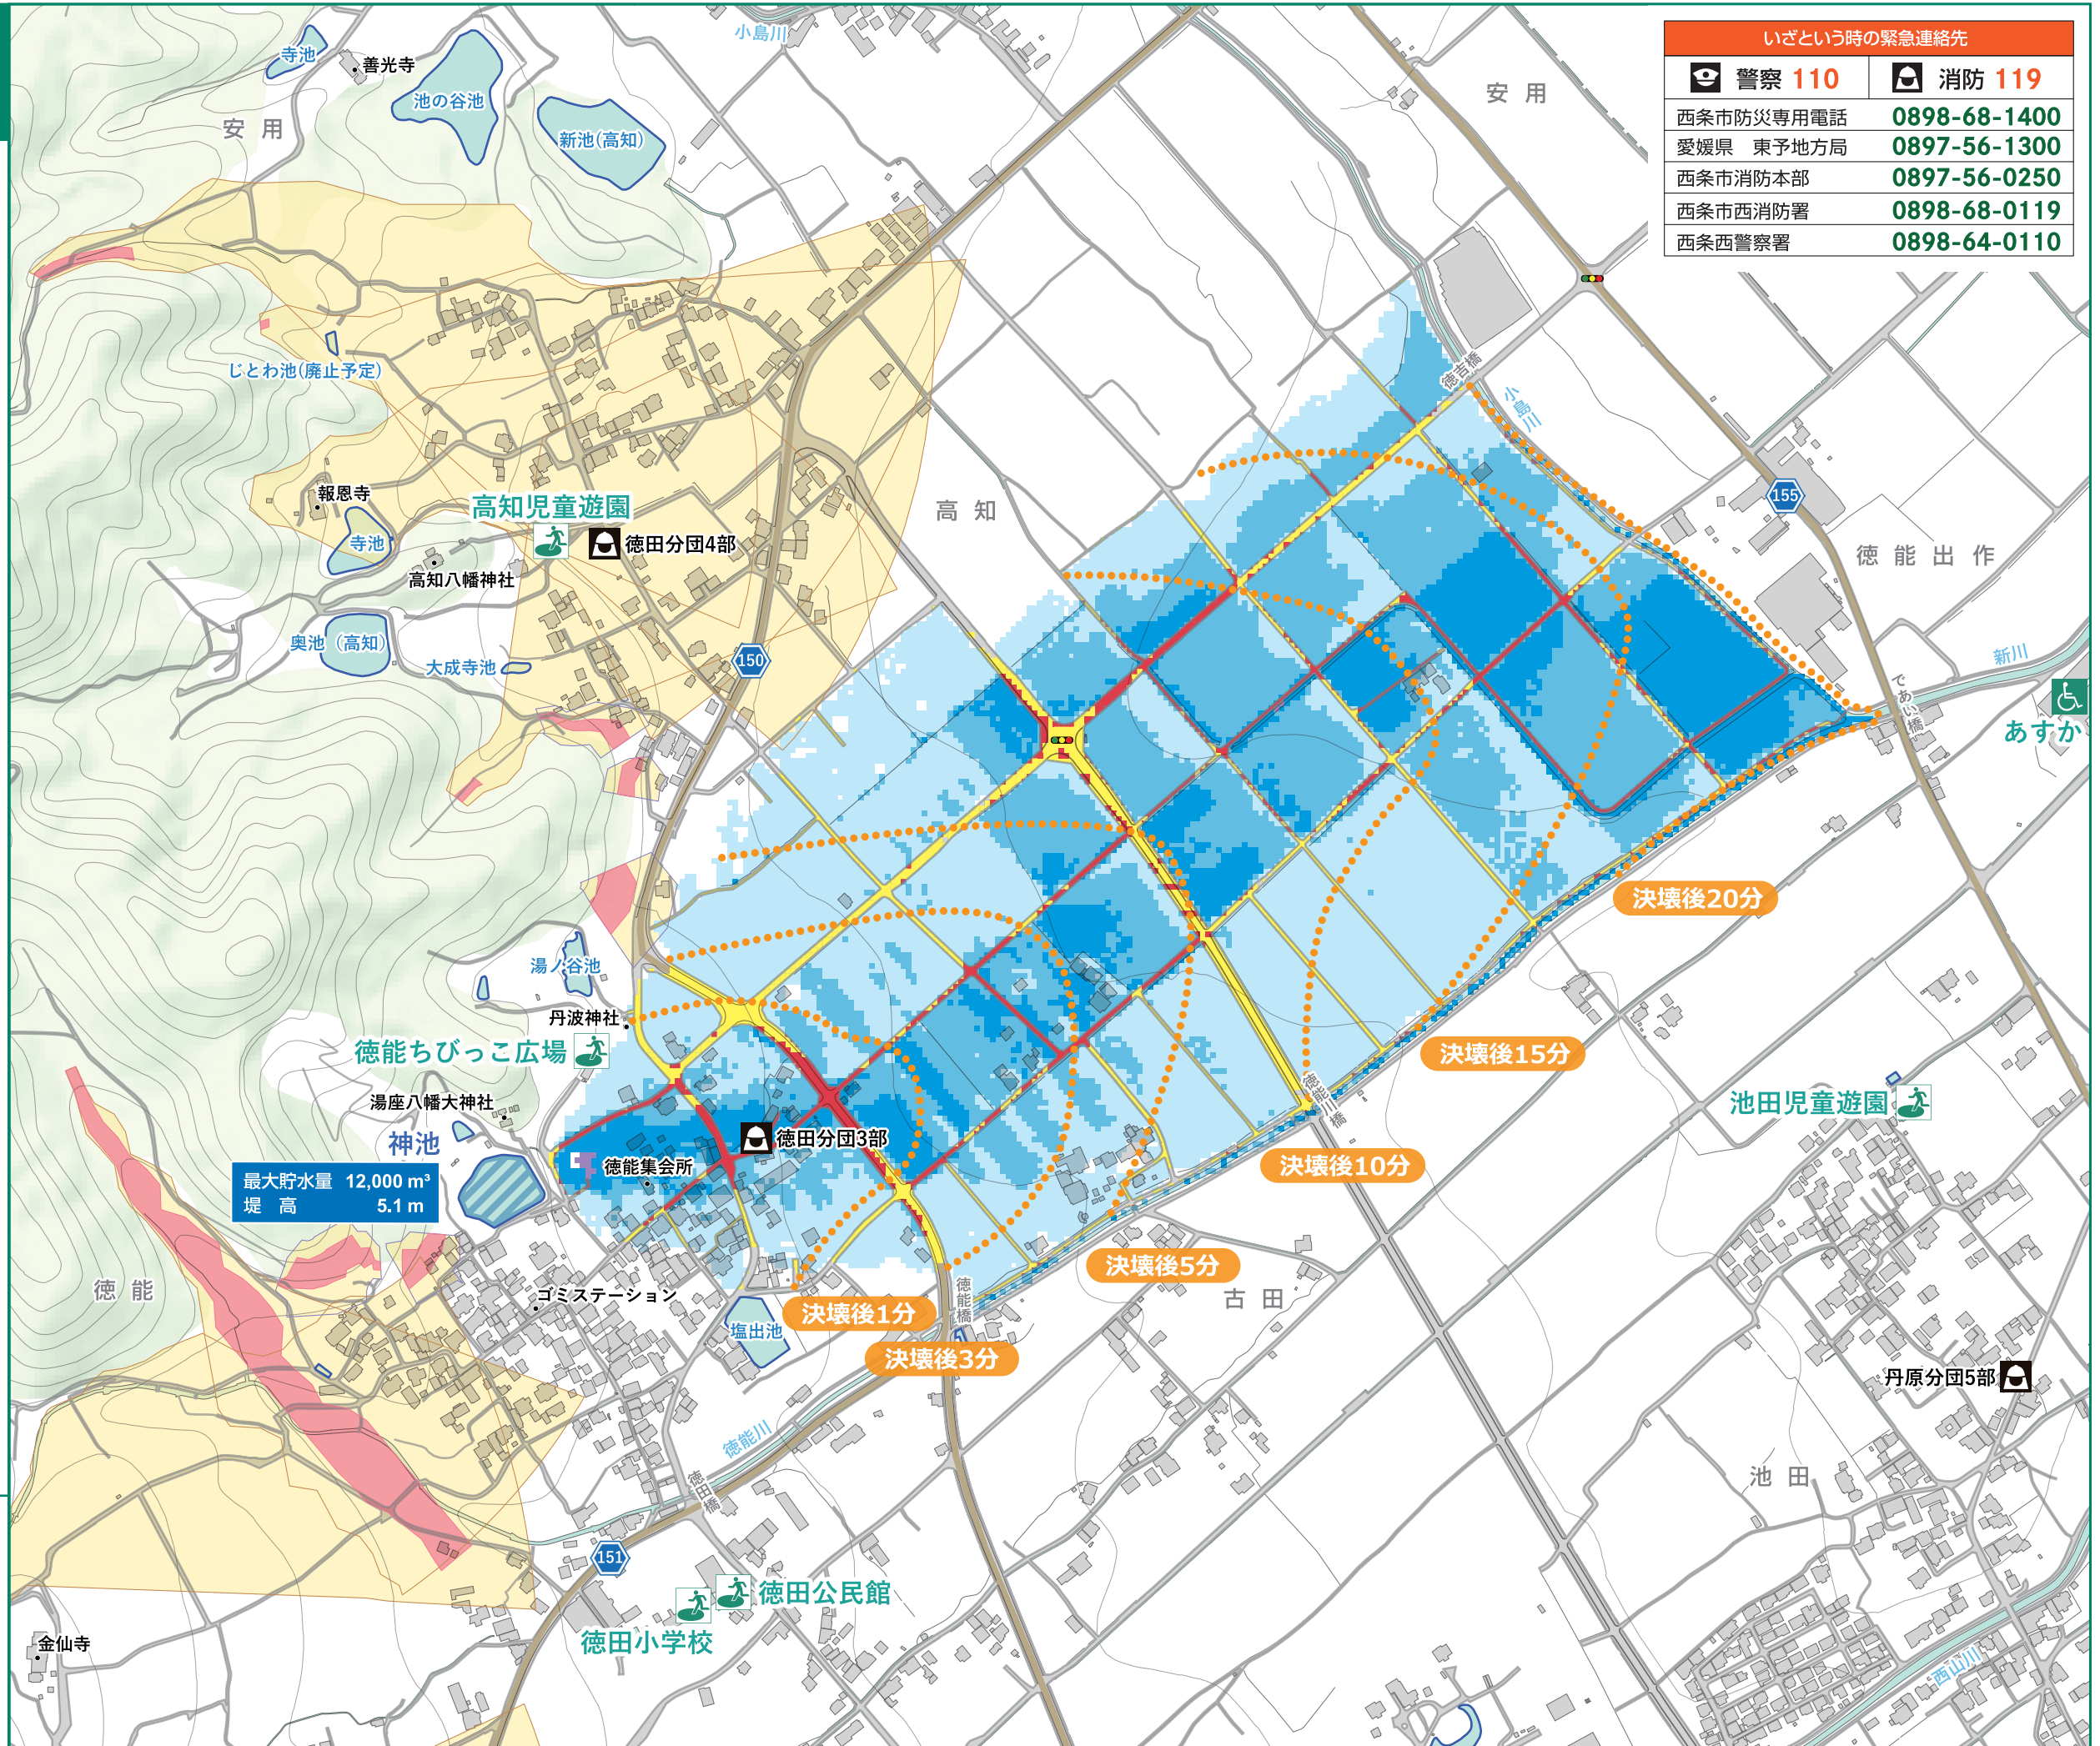 いざという時の緊急連絡先
警察 110
消防 119
西条市防災専用電話 0898-68-1400
愛媛県　東予地方局 0897-56-1300
西条市消防本部 0897-56-0250
西条市西消防署 0898-68-0119
西条西警察署 0898-64-0110
小島川
寺池
善光寺
池の谷池
新池(高知)
安用
安用
じとわ池(廃止予定)
徳吉橋
小島川
報恩寺
高知児童遊園
高知
155
寺池
徳田分団4部
徳能出作
高知八幡神社
奥池（高知）
大成寺池
150
新川
であい橋
あすか
決壊後20分
湯ノ谷池
丹波神社
徳能ちびっこ広場
決壊後15分
湯座八幡大神社
徳能川橋
池田児童遊園
神池
徳田分団3部
徳能集会所
決壊後10分
最大貯水量 12,000 m³
堤　高 5.1 m
決壊後5分
徳能
ゴミステーション
徳能橋
古田
決壊後1分
塩出池
決壊後3分
丹原分団5部
徳能川
徳田橋
池田
151
徳田公民館
徳田小学校
金仙寺
西山川